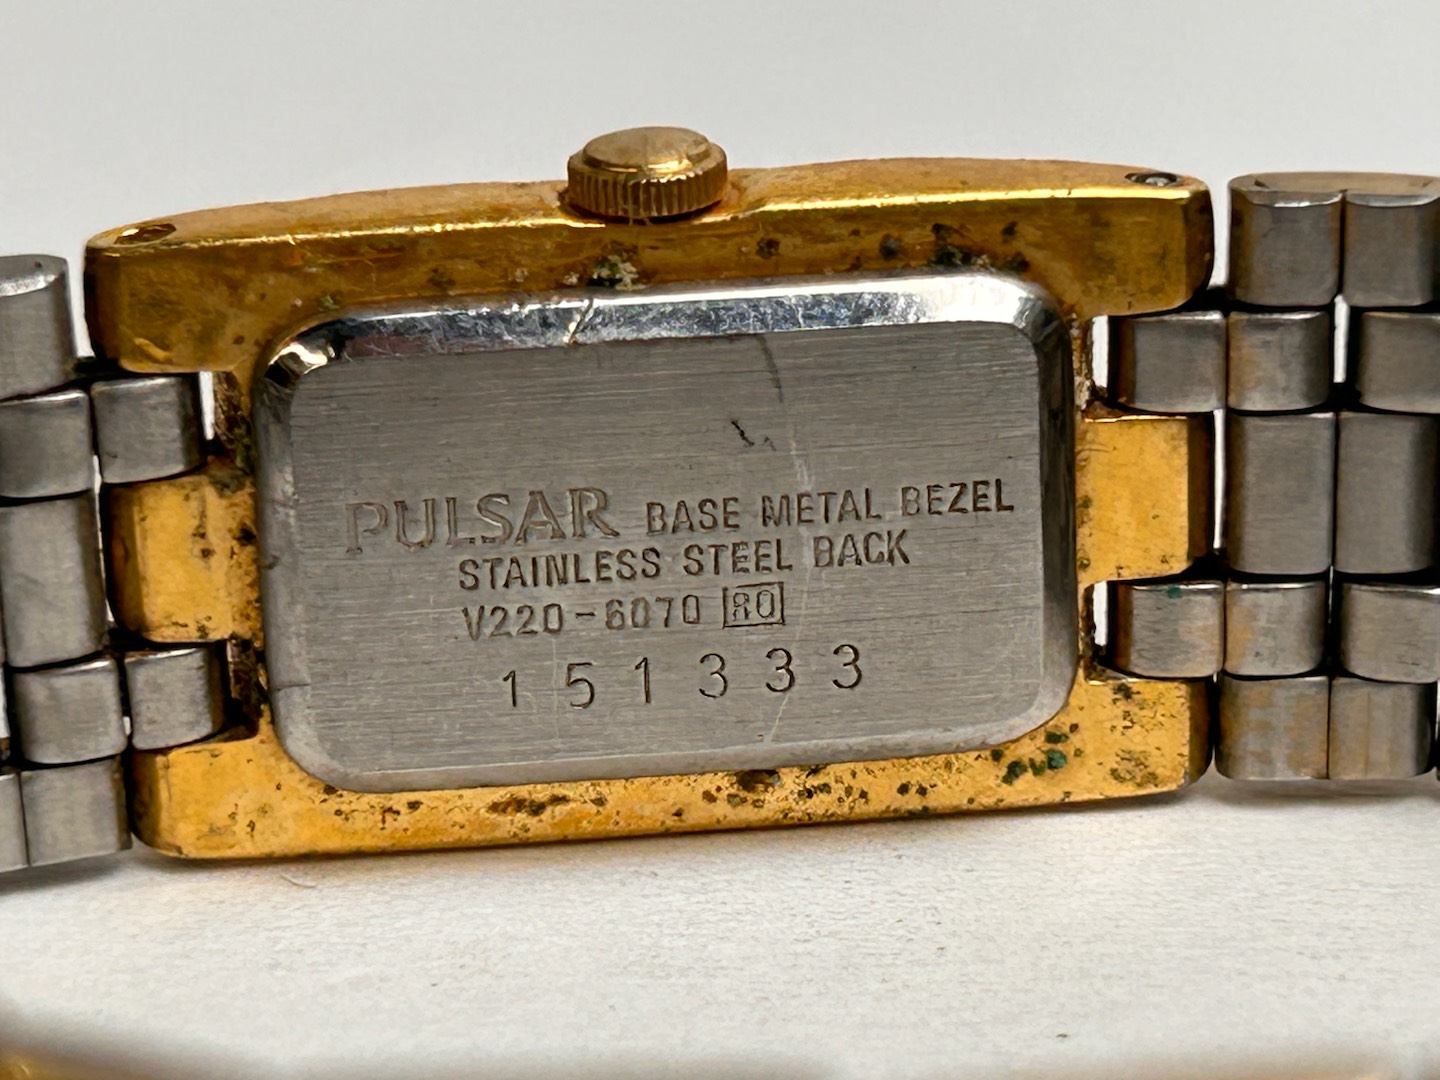 PULSAR BASE METAL BEZEL
STAINLESS STEEL BACK
V220-6070 RO
151333